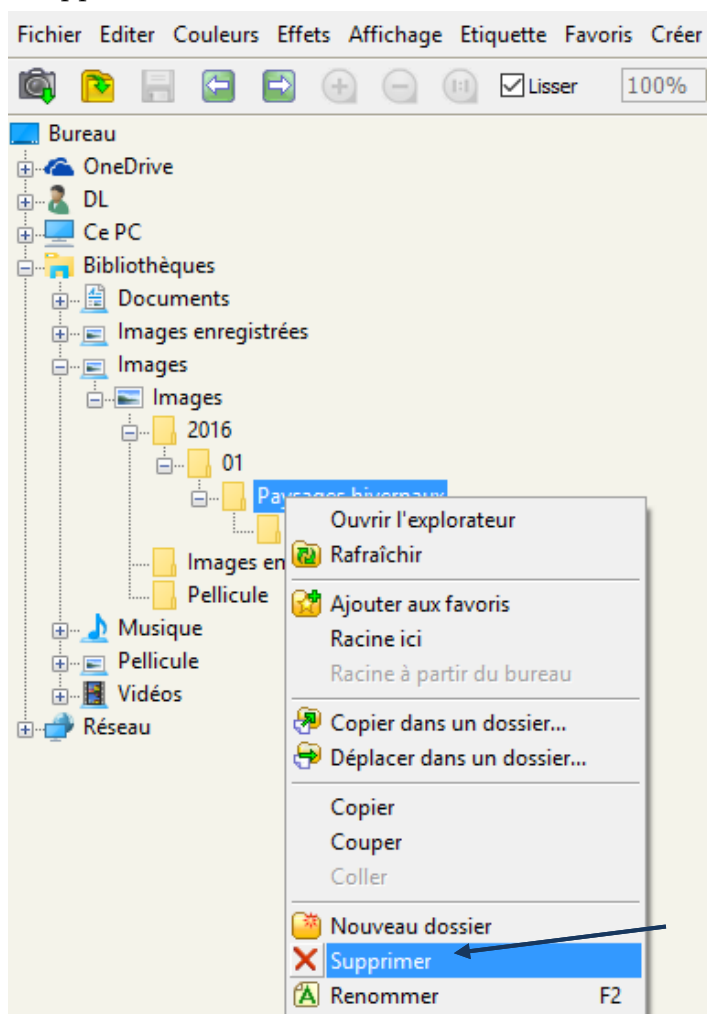 Fichier Editer Couleurs Effets Affichage Etiquette Favoris Créer
Lisser 100%
Bureau
OneDrive
DL
Ce PC
Bibliothèques
Documents
Images enregistrées
Images
Images
2016
01
Paysages hivernaux
Images en
Pellicule
Musique
Pellicule
Vidéos
Réseau
Ouvrir l'explorateur
Rafraîchir
Ajouter aux favoris
Racine ici
Racine à partir du bureau
Copier dans un dossier...
Déplacer dans un dossier...
Copier
Couper
Coller
Nouveau dossier
Supprimer
Renommer F2